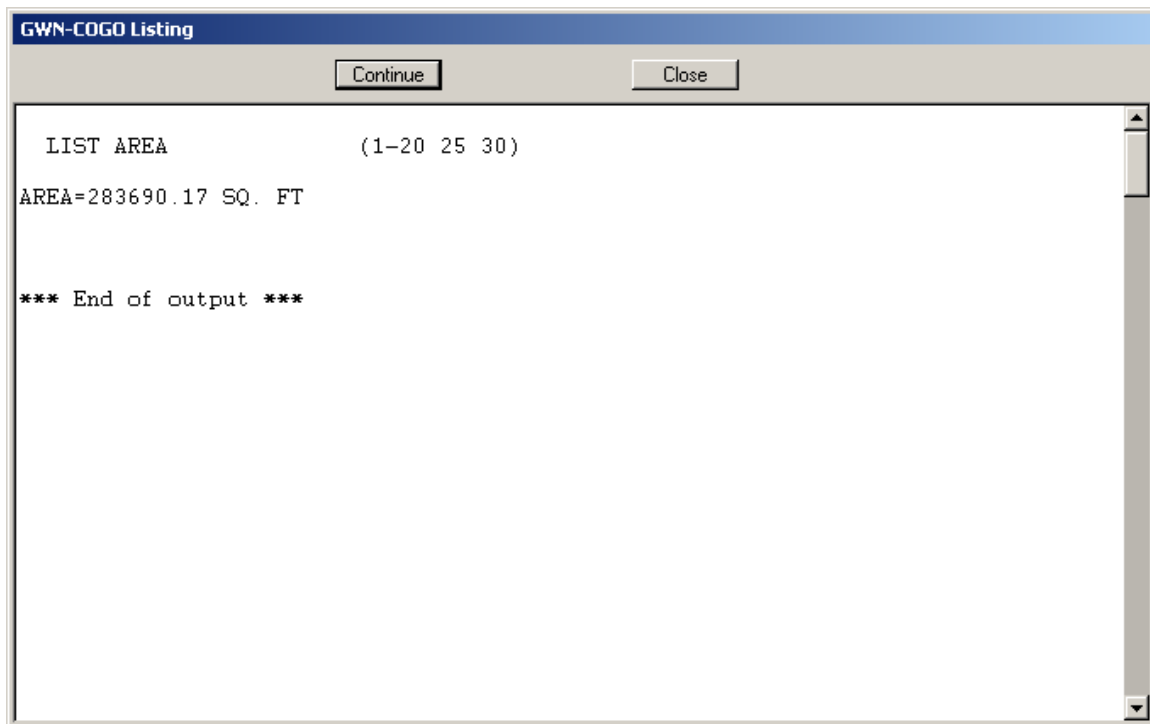 GWN-COGO Listing
Continue Close
LIST AREA (1-20 25 30)
AREA=283690.17 SQ. FT
*** End of output ***